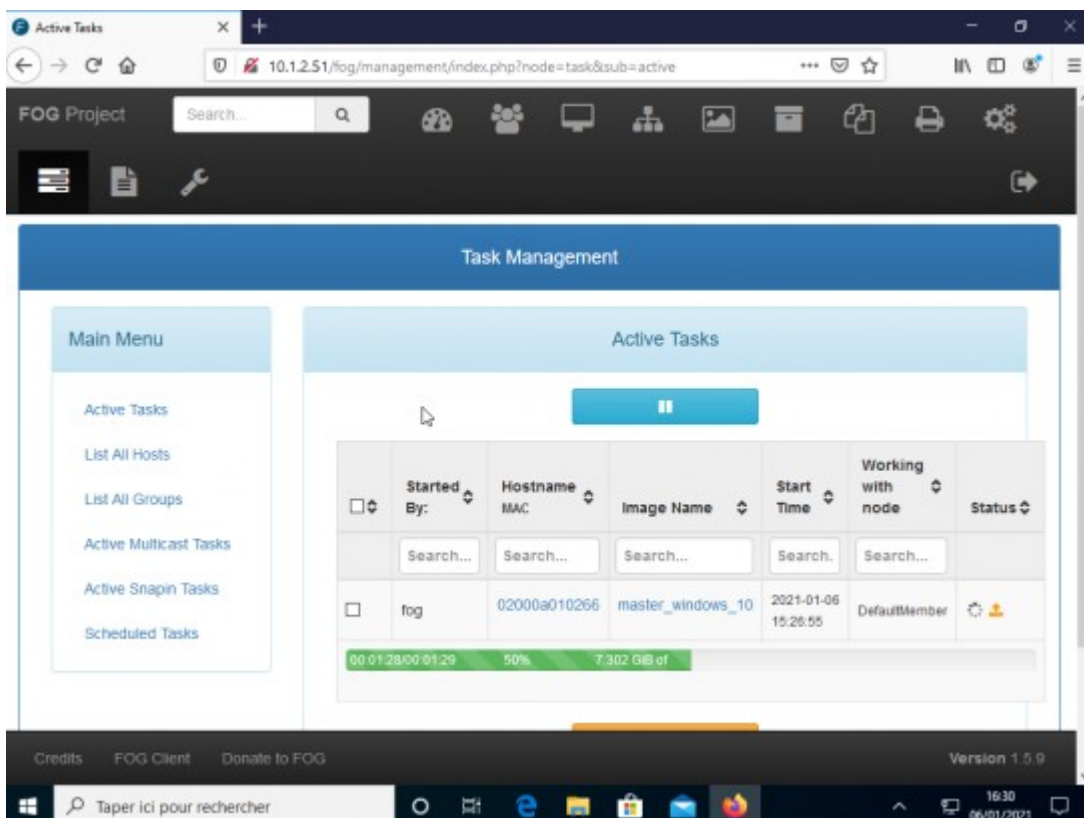 Active Tasks
10.1.2.51/fog/management/index.php?node=task&sub=active
FOG Project
Search...
Task Management
Main Menu
Active Tasks
List All Hosts
List All Groups
Active Multicast Tasks
Active Snapin Tasks
Scheduled Tasks
Active Tasks
Started By:
Hostname
MAC
Image Name
Start Time
Working with node
Status
Search...
Search...
Search...
Search.
Search...
fog
02000a010266
master_windows_10
2021-01-06
15:26:55
DefaultMember
00:01:28/00:01:29 50% 7.302 GiB of
Credits FOG Client Donate to FOG
Version 1.5.9
Taper ici pour rechercher
16:30
06/01/2021